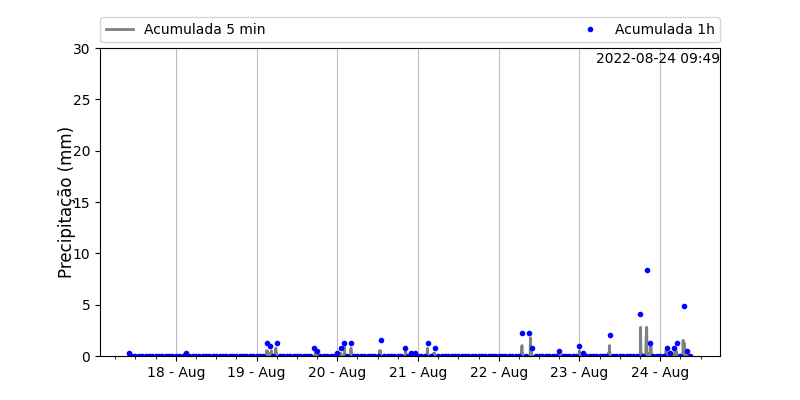 Acumulada 5 min
Acumulada 1h
2022-08-24 09:49
Precipitação (mm)
30
25
20
15
10
5
0
18 - Aug
19 - Aug
20 - Aug
21 - Aug
22 - Aug
23 - Aug
24 - Aug